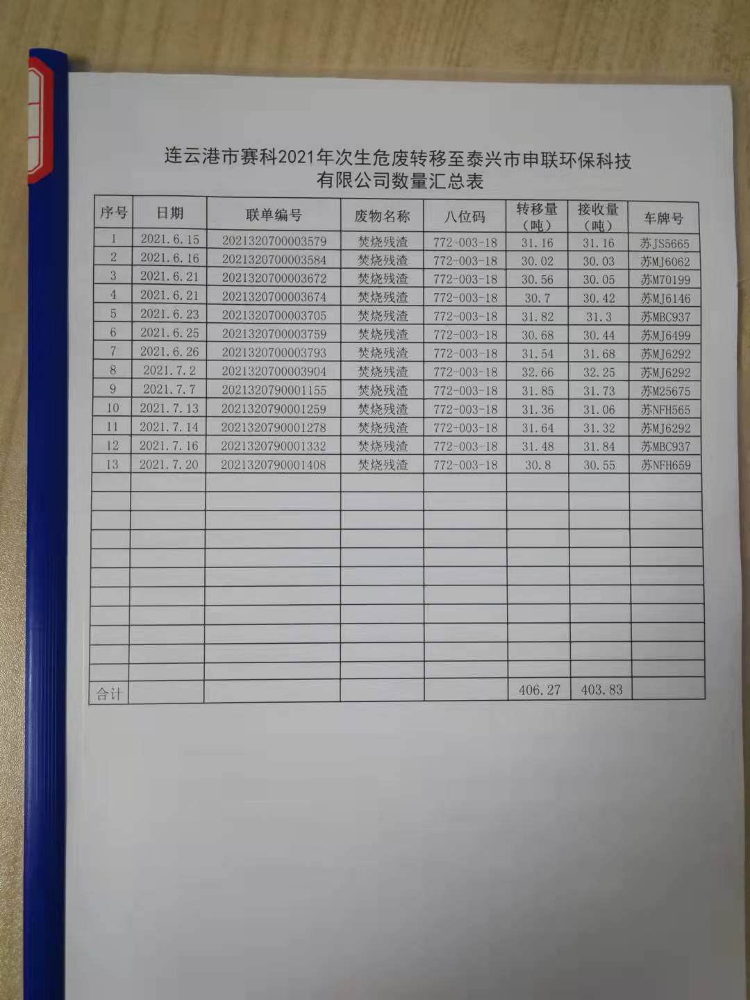 连云港市赛科2021年次生危废转移至泰兴市申联环保科技
有限公司数量汇总表
序号 日期 联单编号 废物名称 八位码 转移量（吨） 接收量（吨） 车牌号
1 2021.6.15 2021320700003579 焚烧残渣 772-003-18 31.16 31.16 苏JS5665
2 2021.6.16 2021320700003584 焚烧残渣 772-003-18 30.02 30.03 苏MJ6062
3 2021.6.21 2021320700003672 焚烧残渣 772-003-18 30.56 30.05 苏M70199
4 2021.6.21 2021320700003674 焚烧残渣 772-003-18 30.7 30.42 苏MJ6146
5 2021.6.23 2021320700003705 焚烧残渣 772-003-18 31.82 31.3 苏MBC937
6 2021.6.25 2021320700003759 焚烧残渣 772-003-18 30.68 30.44 苏MJ6499
7 2021.6.26 2021320700003793 焚烧残渣 772-003-18 31.54 31.68 苏MJ6292
8 2021.7.2 2021320700003904 焚烧残渣 772-003-18 32.66 32.25 苏MJ6292
9 2021.7.7 2021320790001155 焚烧残渣 772-003-18 31.85 31.73 苏M25675
10 2021.7.13 2021320790001259 焚烧残渣 772-003-18 31.36 31.06 苏NFH565
11 2021.7.14 2021320790001278 焚烧残渣 772-003-18 31.64 31.32 苏MJ6292
12 2021.7.16 2021320790001332 焚烧残渣 772-003-18 31.48 31.84 苏MBC937
13 2021.7.20 2021320790001408 焚烧残渣 772-003-18 30.8 30.55 苏NFH659
合计 406.27 403.83